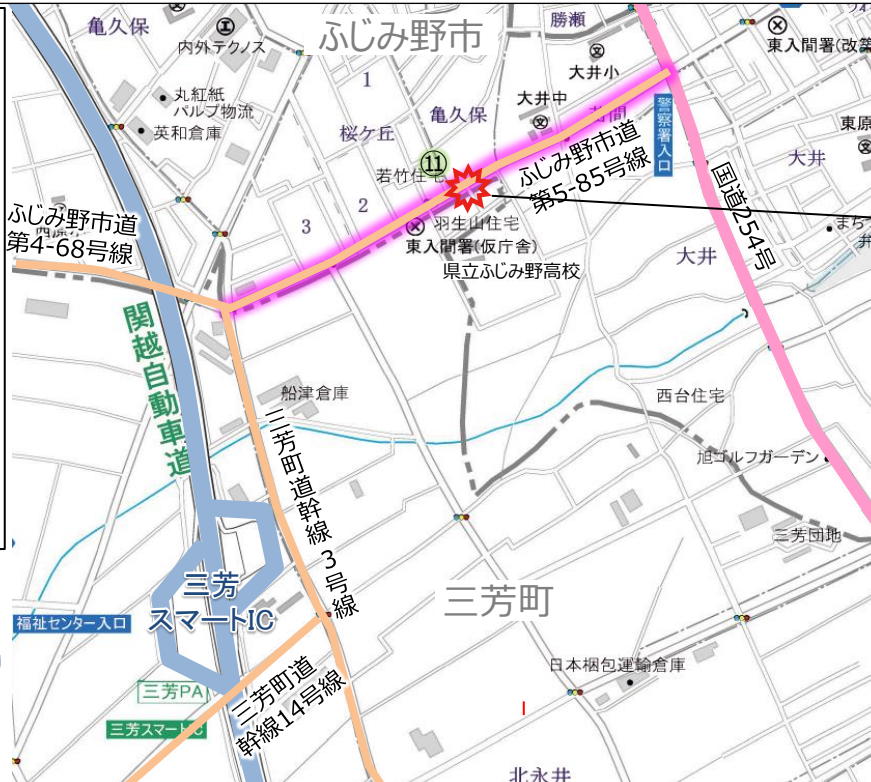 亀久保
内外テクノス
ふじみ野市
勝瀬
東入間署(改築
大井小
丸紅紙
パルプ物流
1
大井中
亀久保
英和倉庫
桜ケ丘
警察署入口
東原
⑪
若竹住宅
ふじみ野市道
第5-85号線
大井
2
3
羽生山住宅
国道254号
ふじみ野市道
第4-68号線
東入間署(仮庁舎)
まち
県立ふじみ野高校
大井
関越自動車道
船津倉庫
西台住宅
三芳町道幹線3号線
旭ゴルフガーデン
三芳団地
三芳
スマートIC
三芳町
福祉センター入口
日本梱包運輸倉庫
三芳PA
三芳町道
幹線14号線
三芳スマートIC
北永井